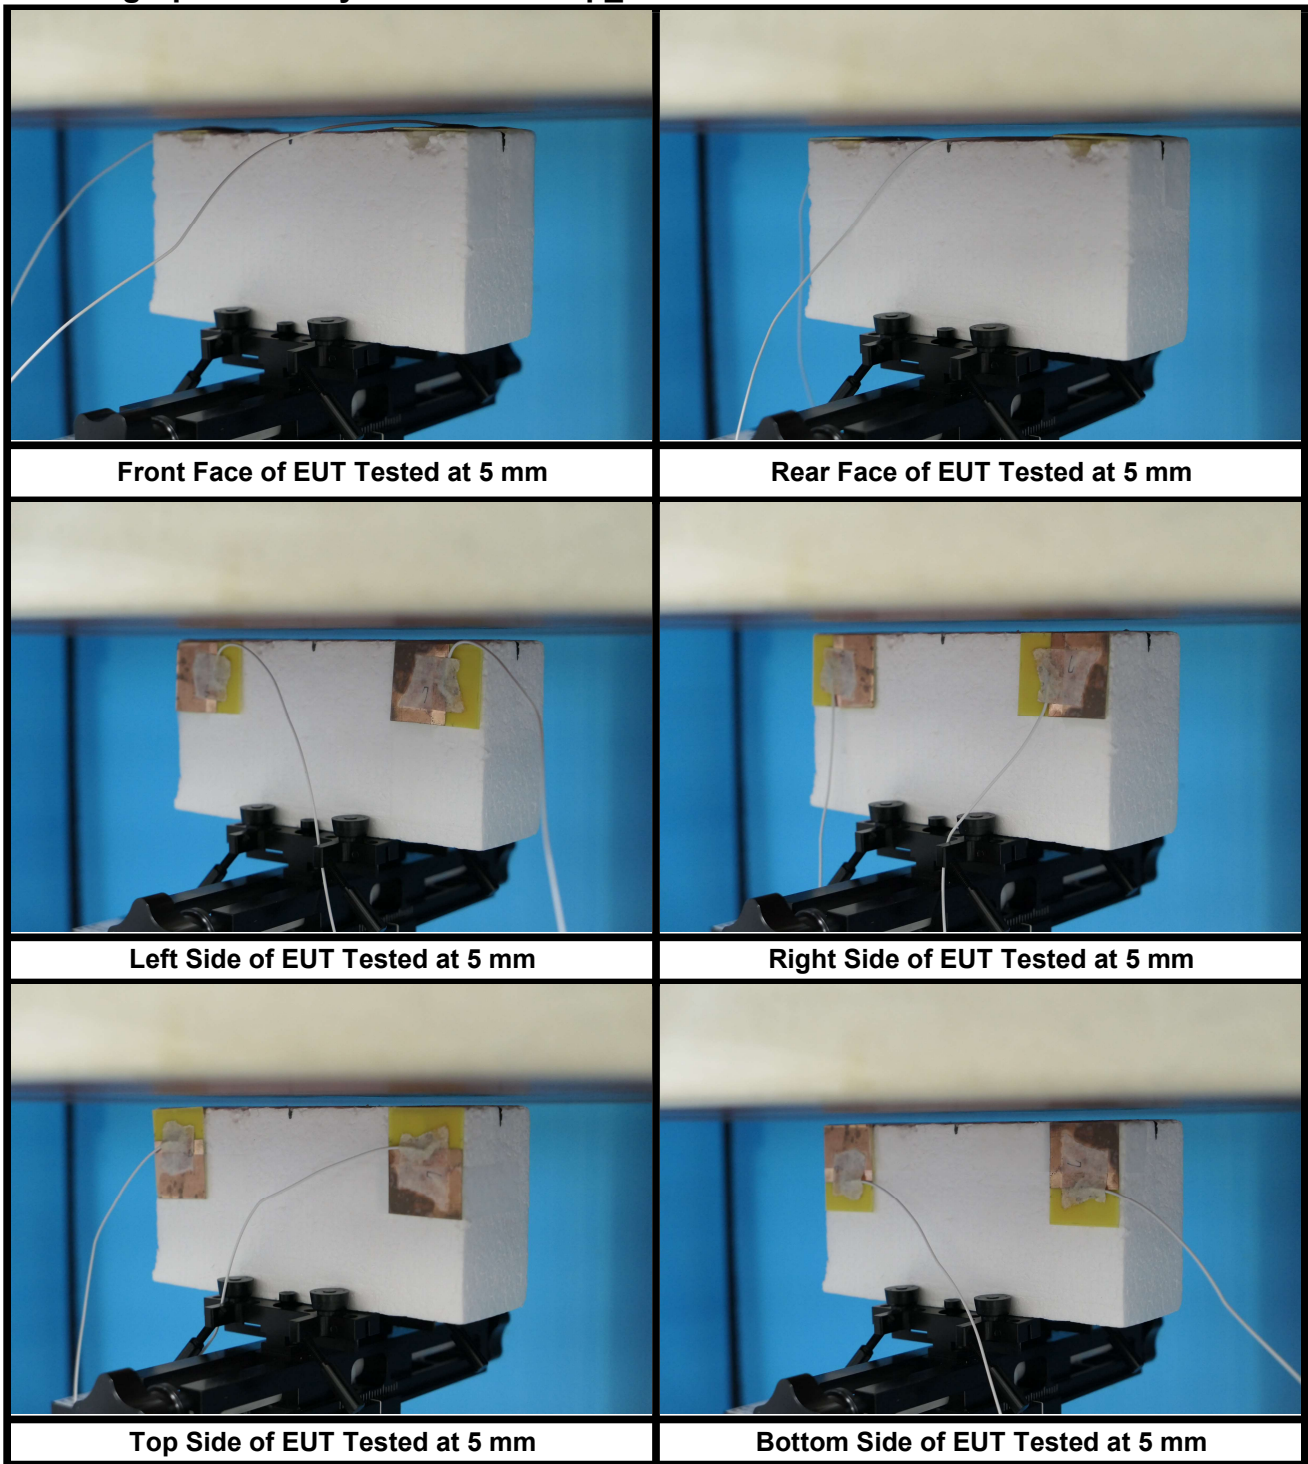 Front Face of EUT Tested at 5 mm
Rear Face of EUT Tested at 5 mm
Left Side of EUT Tested at 5 mm
Right Side of EUT Tested at 5 mm
Top Side of EUT Tested at 5 mm
Bottom Side of EUT Tested at 5 mm